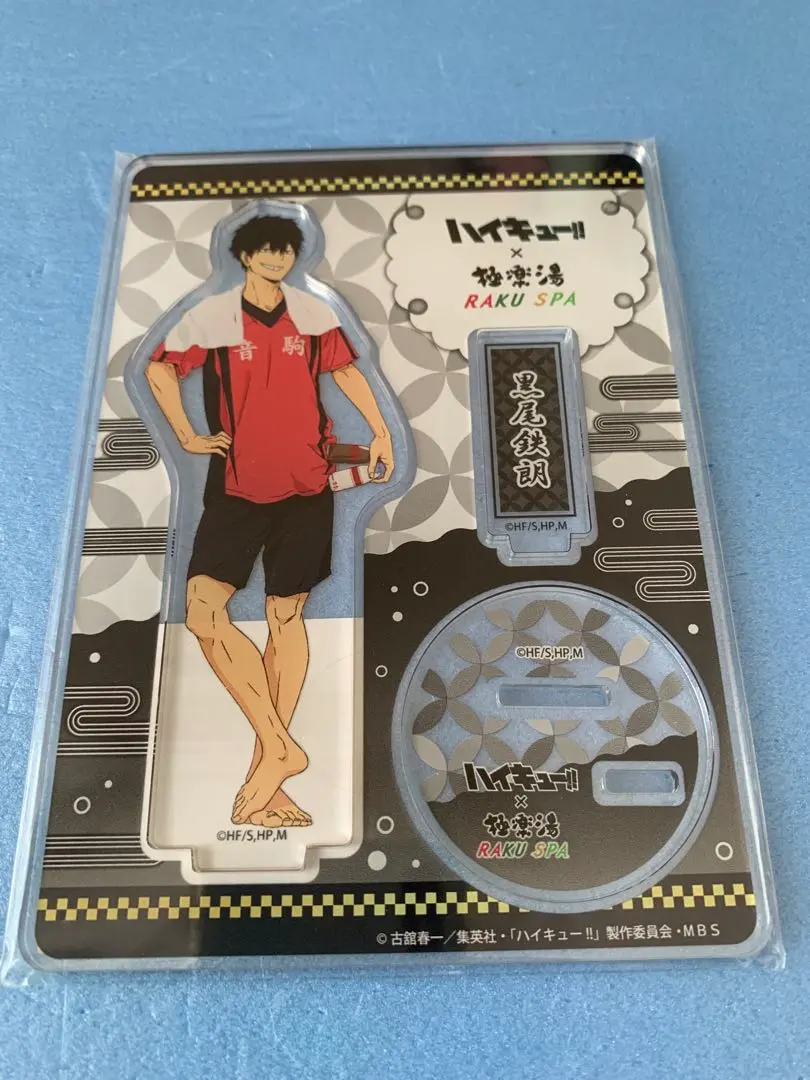 ハイキュー!!
×
極楽湯
RAKU SPA
音駒
黒尾鉄朗
©HF/S,HP,M
©HF/S,HP,M
ハイキュー!!
×
極楽湯
RAKU SPA
©HF/S,HP,M
© 古舘春一／集英社・「ハイキュー!!」製作委員会・MBS